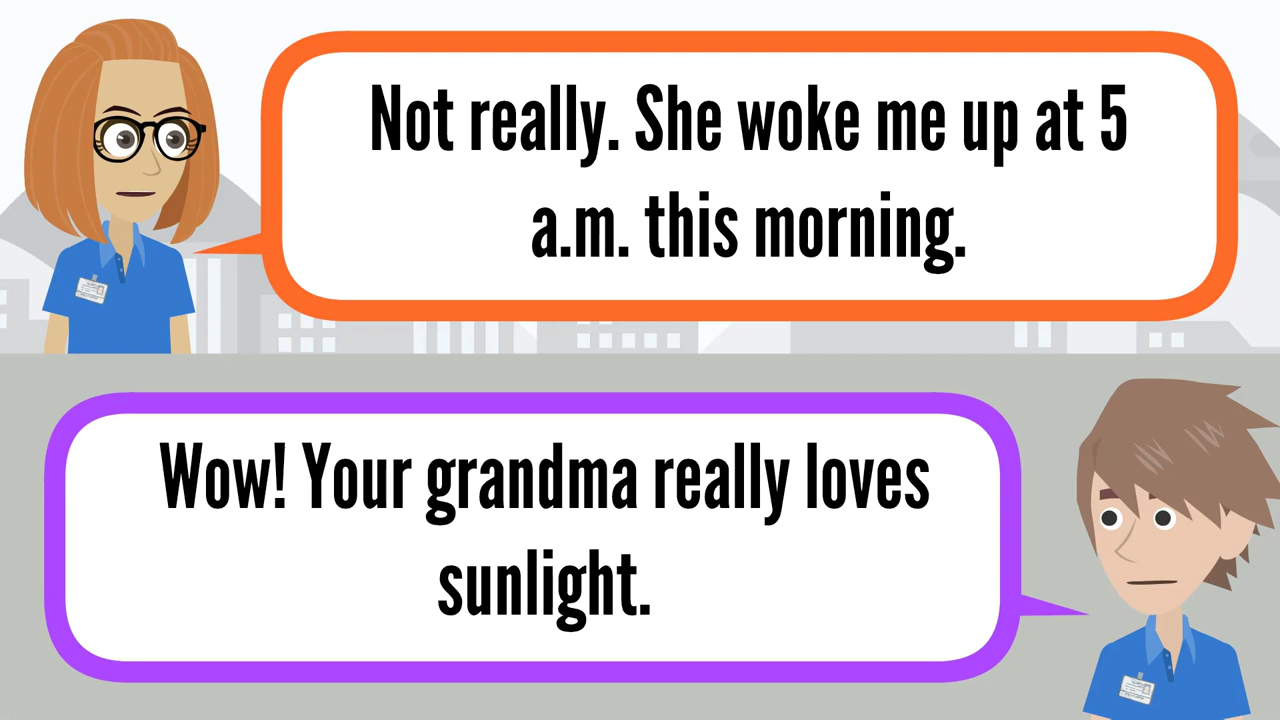 Not really. She woke me up at 5
a.m. this morning.
Wow! Your grandma really loves
sunlight.